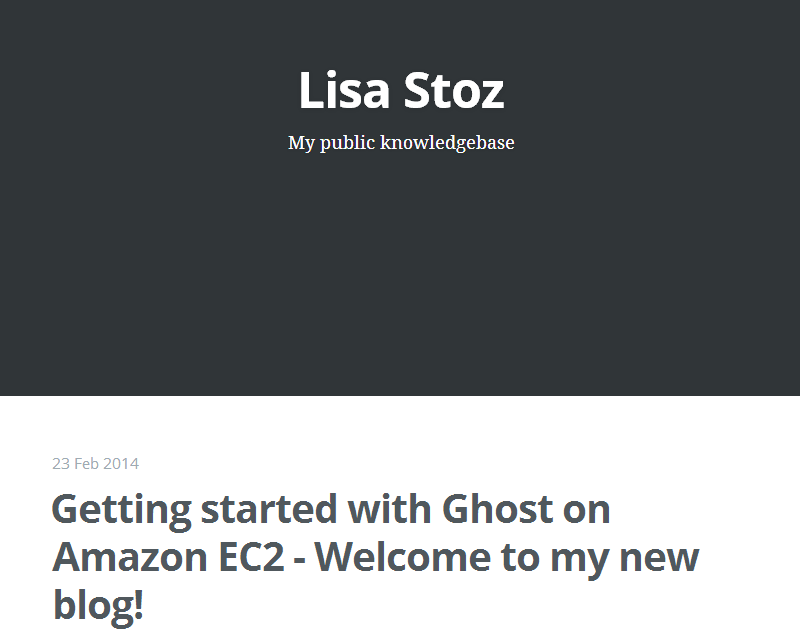 Lisa Stoz
My public knowledgebase
23 Feb 2014
Getting started with Ghost on
Amazon EC2 - Welcome to my new
blog!